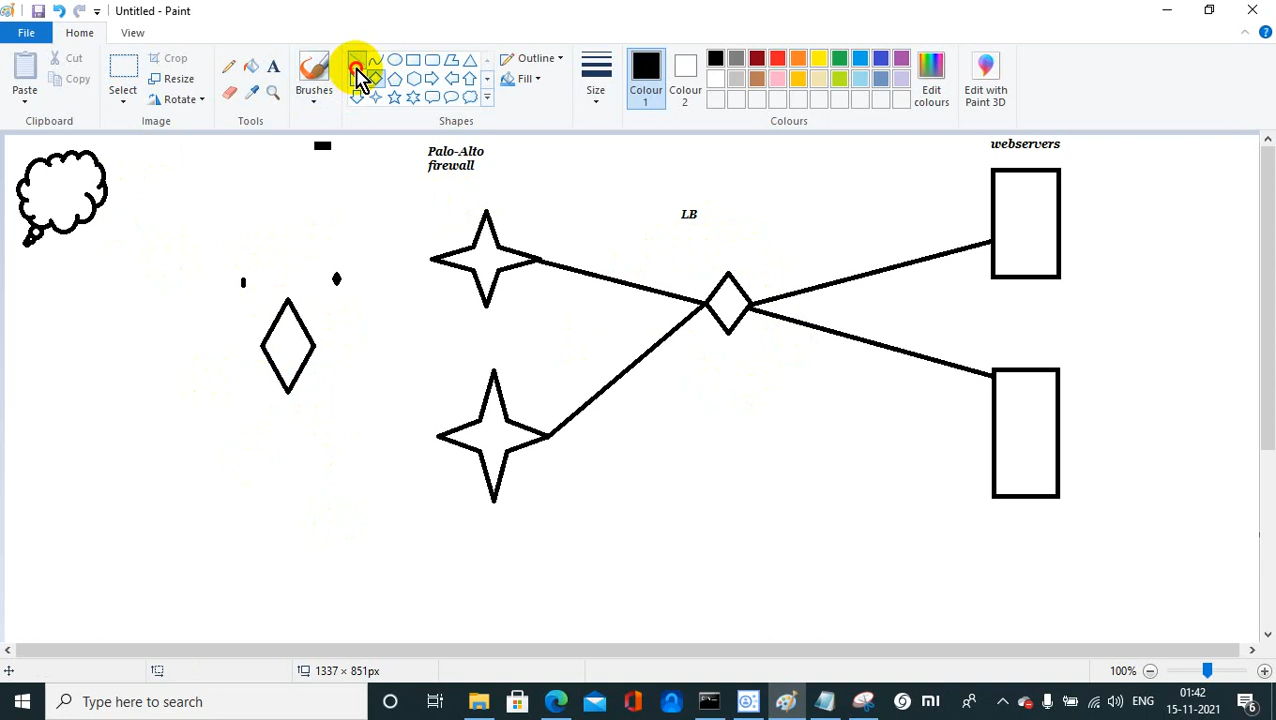 Untitled - Paint
File
Home
View
Paste
Cut
Copy
Clipboard
Select
Crop
Resize
Rotate
Image
A
Tools
Brushes
Shapes
Outline
Fill
Size
Colour 1
Colour 2
Edit colours
Edit with Paint 3D
Colours
Palo-Alto
firewall
LB
webservers
1337 × 851px
100%
Type here to search
ENG
01:42
15-11-2021
6